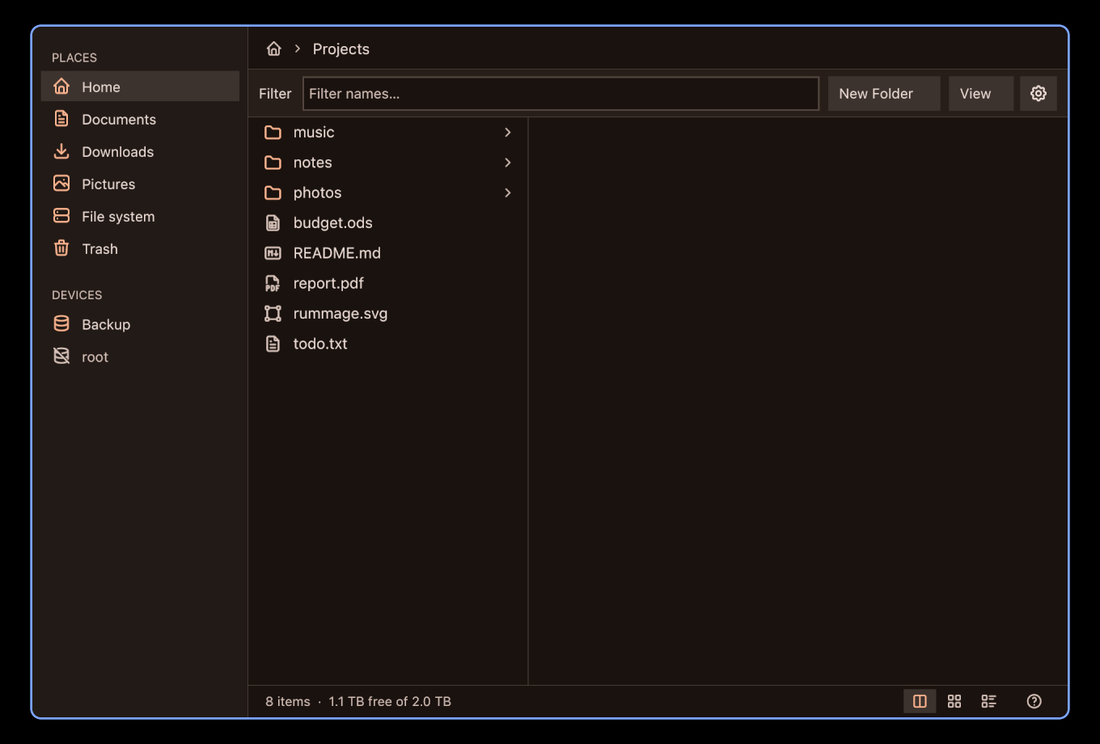 PLACES
Home
Documents
Downloads
Pictures
File system
Trash
DEVICES
Backup
root
Projects
Filter
Filter names...
New Folder
View
music
notes
photos
budget.ods
README.md
report.pdf
rummage.svg
todo.txt
8 items · 1.1 TB free of 2.0 TB